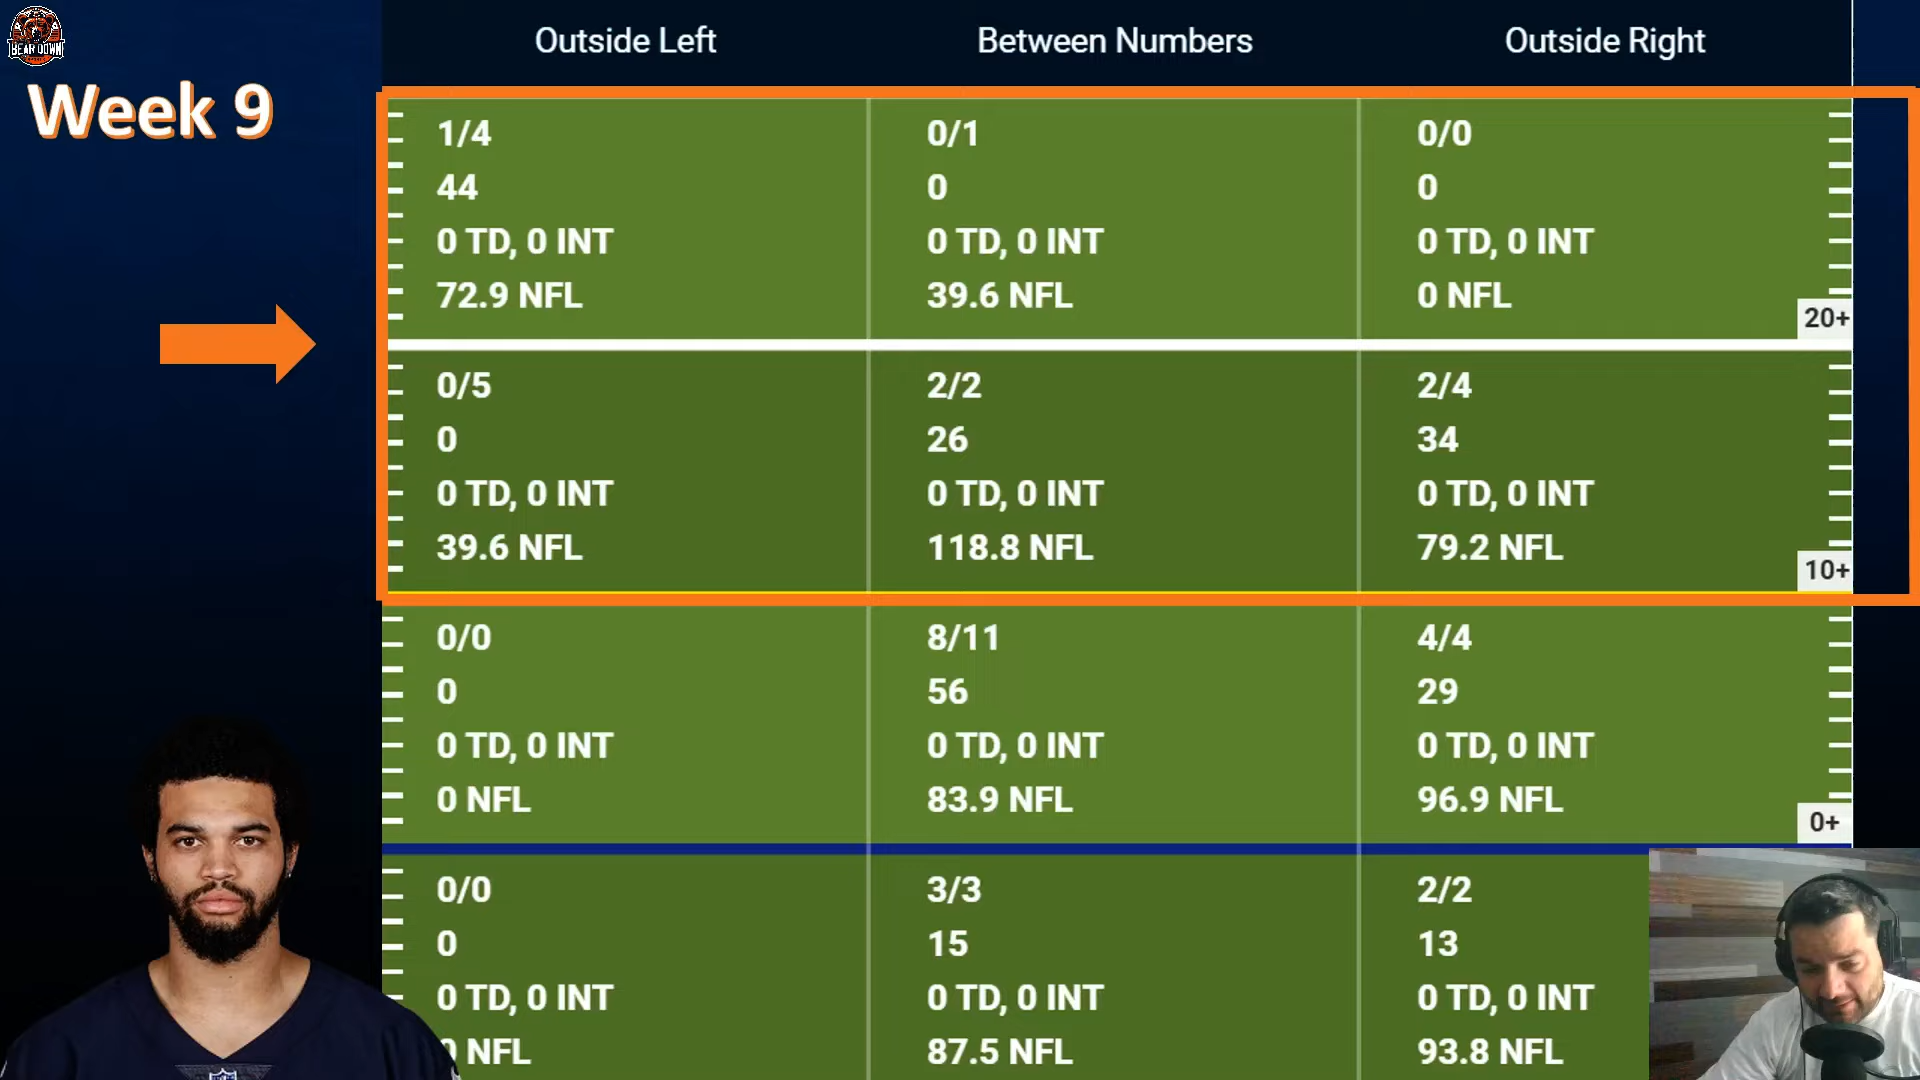 BEAR DOWN
Week 9
Outside Left Between Numbers Outside Right
1/4 0/1 0/0
44 0 0
0 TD, 0 INT 0 TD, 0 INT 0 TD, 0 INT
72.9 NFL 39.6 NFL 0 NFL
20+
0/5 2/2 2/4
0 26 34
0 TD, 0 INT 0 TD, 0 INT 0 TD, 0 INT
39.6 NFL 118.8 NFL 79.2 NFL
10+
0/0 8/11 4/4
0 56 29
0 TD, 0 INT 0 TD, 0 INT 0 TD, 0 INT
0 NFL 83.9 NFL 96.9 NFL
0+
0/0 3/3 2/2
0 15 13
0 TD, 0 INT 0 TD, 0 INT 0 TD, 0 INT
0 NFL 87.5 NFL 93.8 NFL
NFL